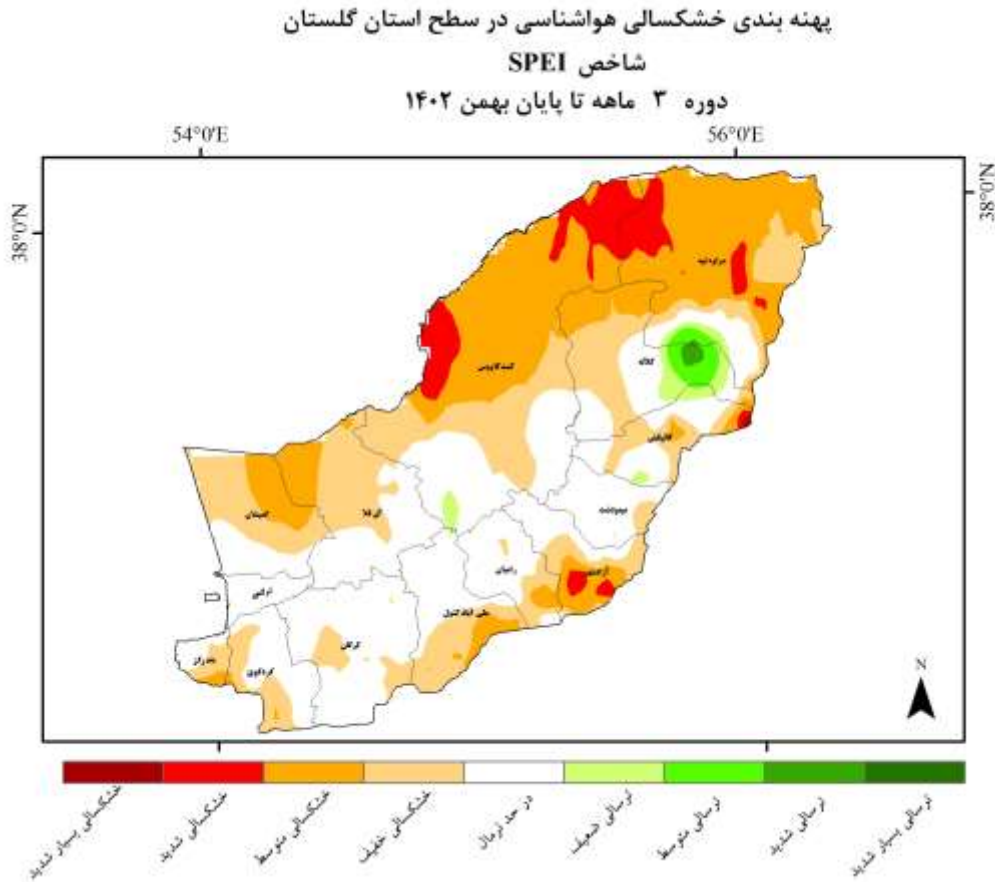 پهنه بندی خشکسالی هواشناسی در سطح استان گلستان
شاخص SPEI
دوره ۳ ماهه تا پایان بهمن ۱۴۰۲
54°0'E
56°0'E
38°0'N
38°0'N
مراوه تپه
کلاله
گنبد کاووس
گالیکش
گمیشان
آق قلا
مینودشت
رامیان
آزادشهر
ترکمن
علی آباد کتول
گرگان
بندرگز
کردکوی
N
خشکسالی بسیار شدید
خشکسالی شدید
خشکسالی متوسط
خشکسالی خفیف
در حد نرمال
ترسالی ضعیف
ترسالی متوسط
ترسالی شدید
ترسالی بسیار شدید